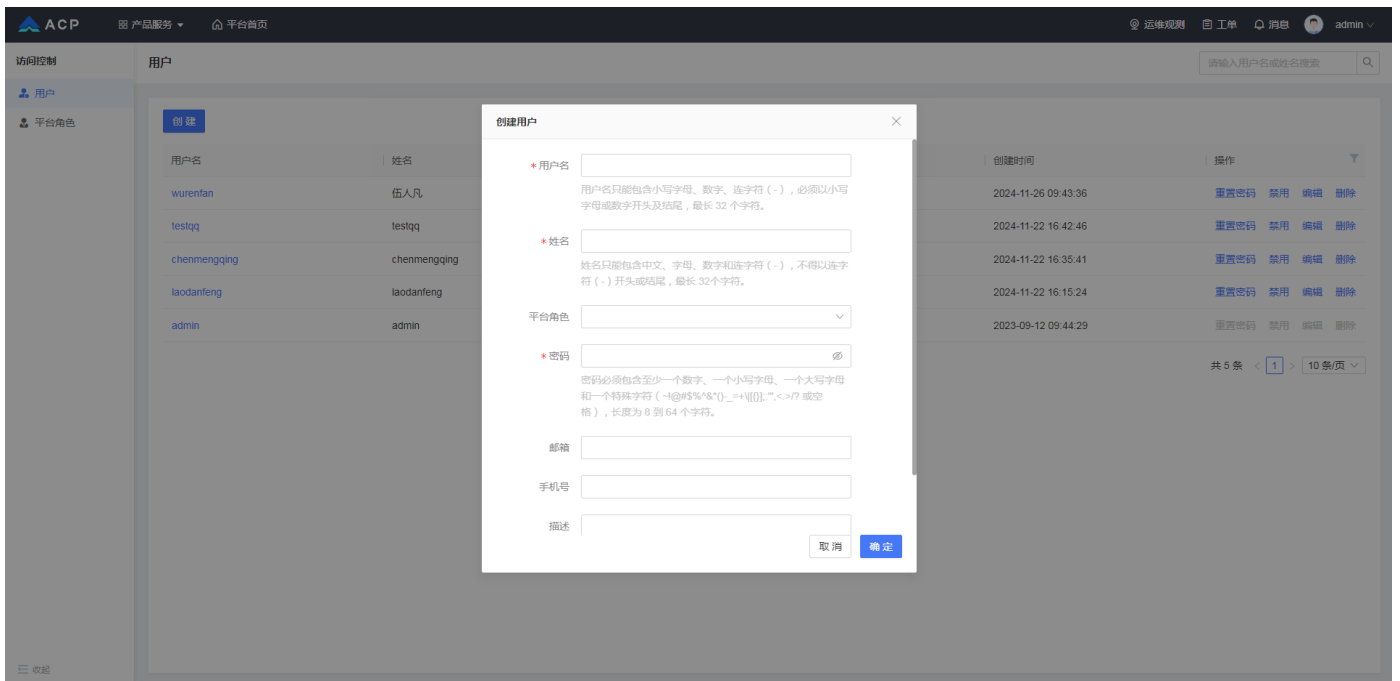 ACP
产品服务
平台首页
运维观测
工单
消息
admin
访问控制
用户
平台角色
收起
用户
请输入用户名或姓名搜索
创 建
用户名
姓名
创建时间
操作
wurenfan
伍人凡
2024-11-26 09:43:36
重置密码 禁用 编辑 删除
testqq
testqq
2024-11-22 16:42:46
重置密码 禁用 编辑 删除
chenmengqing
chenmengqing
2024-11-22 16:35:41
重置密码 禁用 编辑 删除
laodanfeng
laodanfeng
2024-11-22 16:15:24
重置密码 禁用 编辑 删除
admin
admin
2023-09-12 09:44:29
重置密码 禁用 编辑 删除
共 5 条 < 1 > 10 条/页
创建用户
* 用户名
用户名只能包含小写字母、数字、连字符 ( - ) ，必须以小写
字母或数字开头及结尾，最长 32 个字符。
* 姓名
姓名只能包含中文、字母、数字和连字符 ( - ) ，不得以连字
符 ( - ) 开头或结尾，最长 32个字符。
平台角色
* 密码
密码必须包含至少一个数字、一个小写字母、一个大写字母
和一个特殊字符（~!@#$%^&*()-_=+\|[{}];:'",<.>/? 或空
格），长度为 8 到 64 个字符。
邮箱
手机号
描述
取 消
确 定